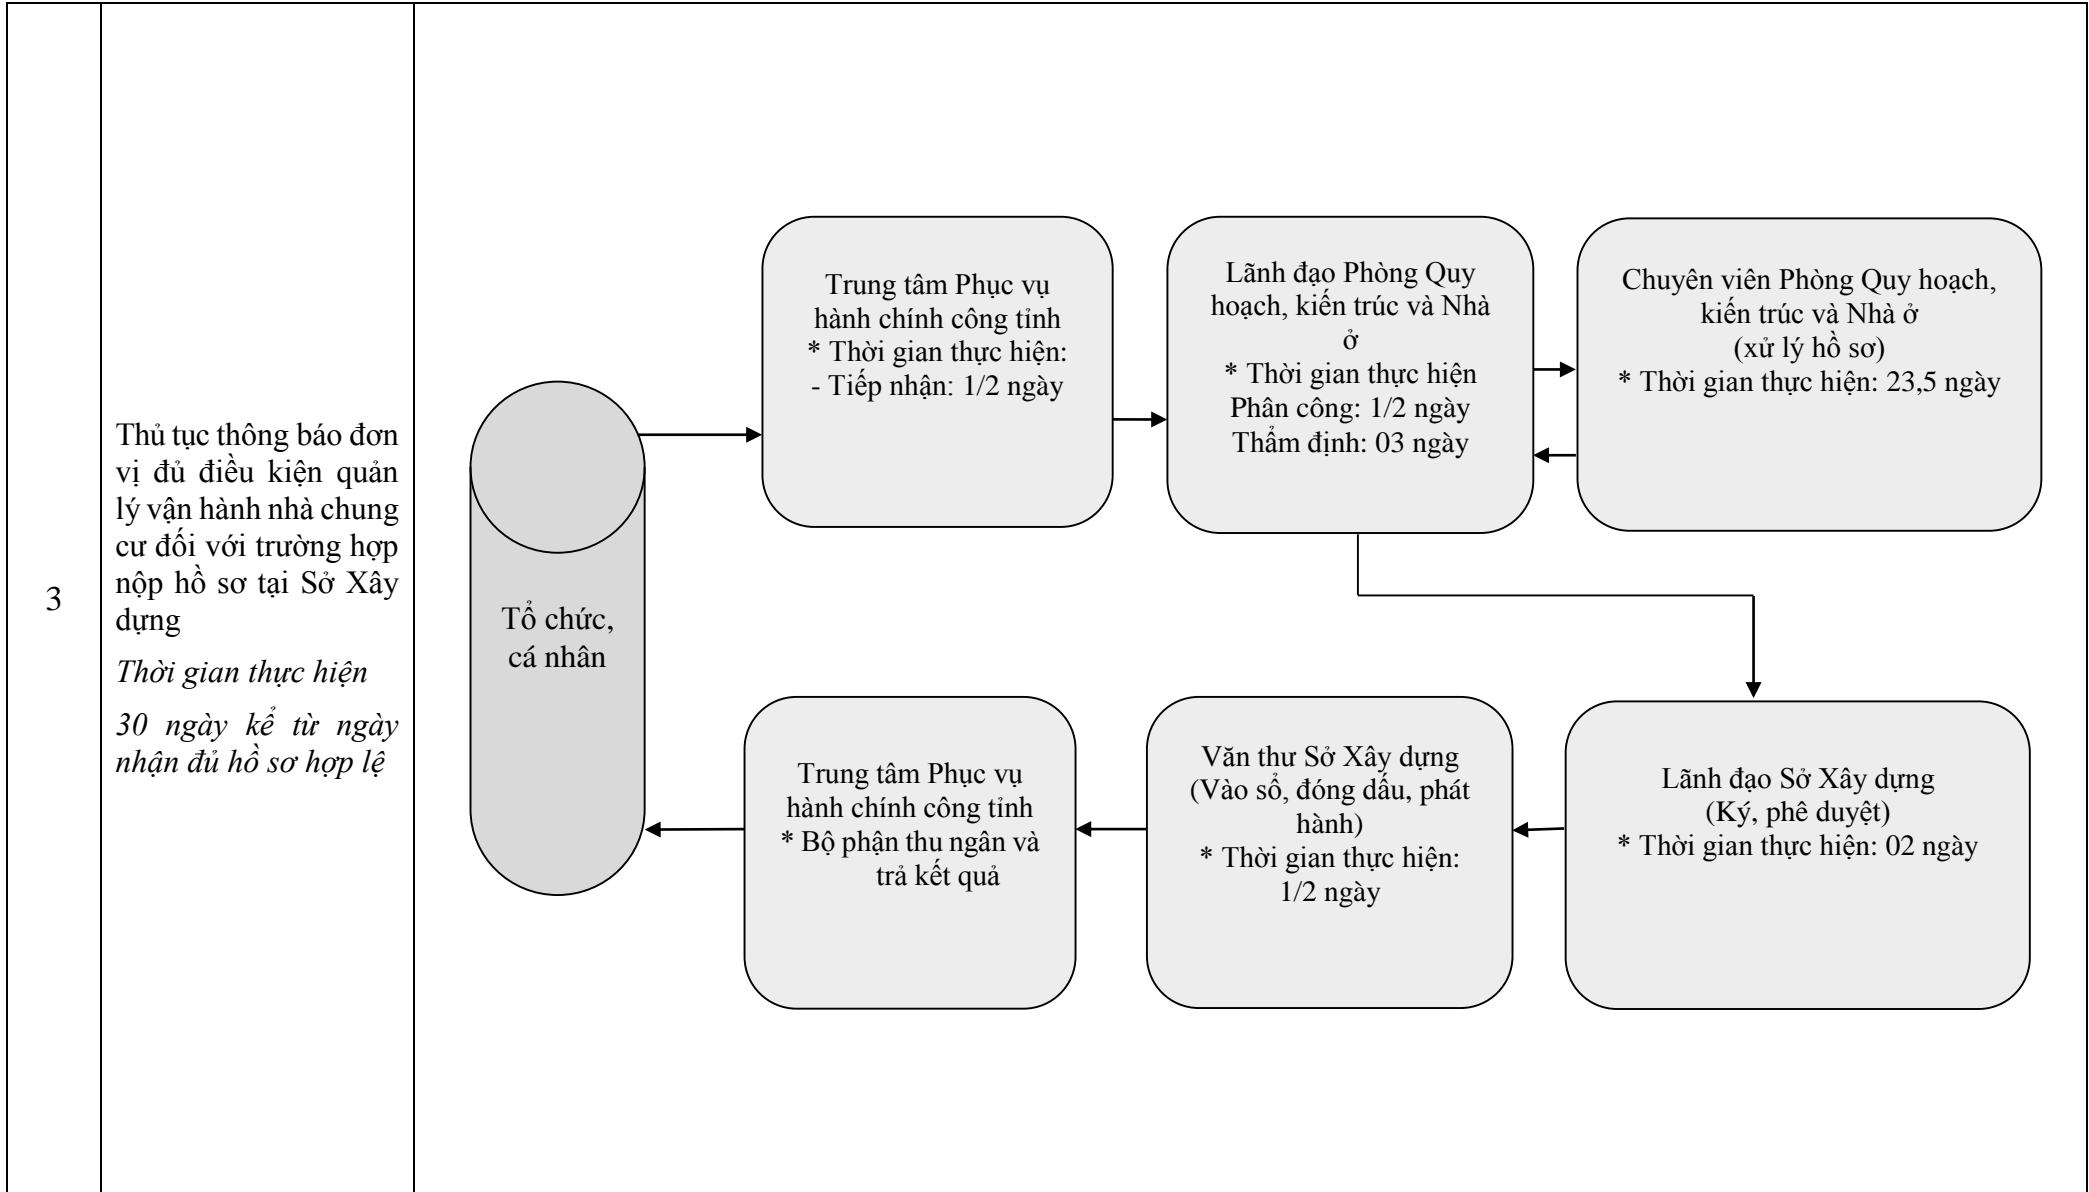 3
Thủ tục thông báo đơn
vị đủ điều kiện quản
lý vận hành nhà chung
cư đối với trường hợp
nộp hồ sơ tại Sở Xây
dựng
Thời gian thực hiện
30 ngày kể từ ngày
nhận đủ hồ sơ hợp lệ
Tổ chức,
cá nhân
Trung tâm Phục vụ
hành chính công tỉnh
* Thời gian thực hiện:
- Tiếp nhận: 1/2 ngày
Lãnh đạo Phòng Quy
hoạch, kiến trúc và Nhà
ở
* Thời gian thực hiện
Phân công: 1/2 ngày
Thẩm định: 03 ngày
Chuyên viên Phòng Quy hoạch,
kiến trúc và Nhà ở
(xử lý hồ sơ)
* Thời gian thực hiện: 23,5 ngày
Lãnh đạo Sở Xây dựng
(Ký, phê duyệt)
* Thời gian thực hiện: 02 ngày
Văn thư Sở Xây dựng
(Vào sổ, đóng dấu, phát
hành)
* Thời gian thực hiện:
1/2 ngày
Trung tâm Phục vụ
hành chính công tỉnh
* Bộ phận thu ngân và
trả kết quả